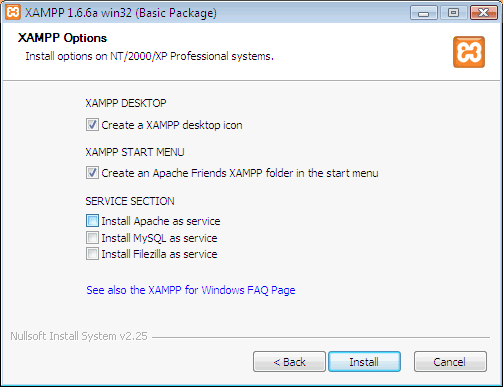 XAMPP 1.6.6a win32 (Basic Package)
XAMPP Options
Install options on NT/2000/XP Professional systems.
XAMPP DESKTOP
Create a XAMPP desktop icon
XAMPP START MENU
Create an Apache Friends XAMPP folder in the start menu
SERVICE SECTION
Install Apache as service
Install MySQL as service
Install Filezilla as service
See also the XAMPP for Windows FAQ Page
Nullsoft Install System v2.25
< Back Install Cancel